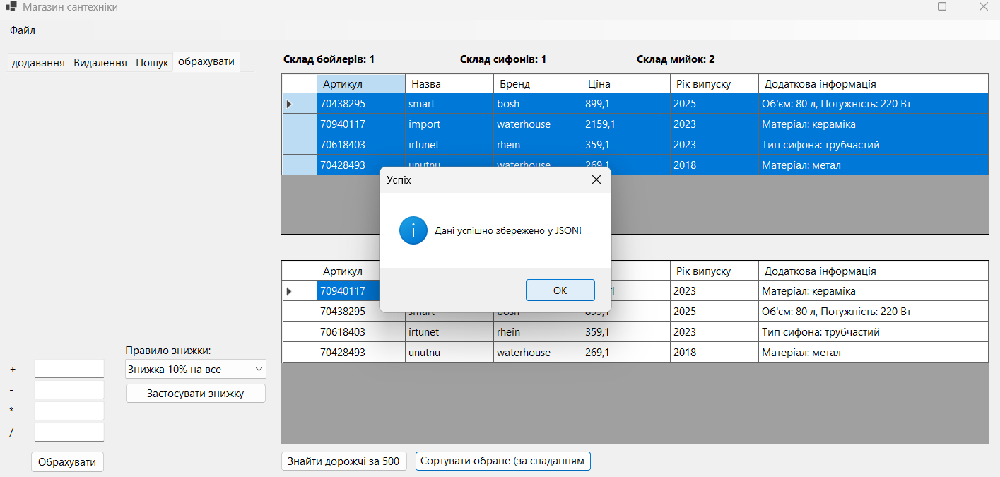 Магазин сантехніки
Файл
додавання Видалення Пошук обрахувати
Склад бойлерів: 1 Склад сифонів: 1 Склад мийок: 2
Артикул Назва Бренд Ціна Рік випуску Додаткова інформація
70438295 smart bosh 899,1 2025 Об'єм: 80 л, Потужність: 220 Вт
70940117 import waterhouse 2159,1 2023 Матеріал: кераміка
70618403 irtunet rhein 359,1 2023 Тип сифона: трубчастий
70428493 unutnu waterhouse 269,1 2018 Матеріал: метал
Успіх
Дані успішно збережено у JSON!
OK
Артикул Рік випуску Додаткова інформація
70940117 2023 Матеріал: кераміка
70438295 smart bosh 899,1 2025 Об'єм: 80 л, Потужність: 220 Вт
70618403 irtunet rhein 359,1 2023 Тип сифона: трубчастий
70428493 unutnu waterhouse 269,1 2018 Матеріал: метал
Правило знижки:
+ Знижка 10% на все
- Застосувати знижку
*
/
Обрахувати
Знайти дорожчі за 500 Сортувати обране (за спаданням